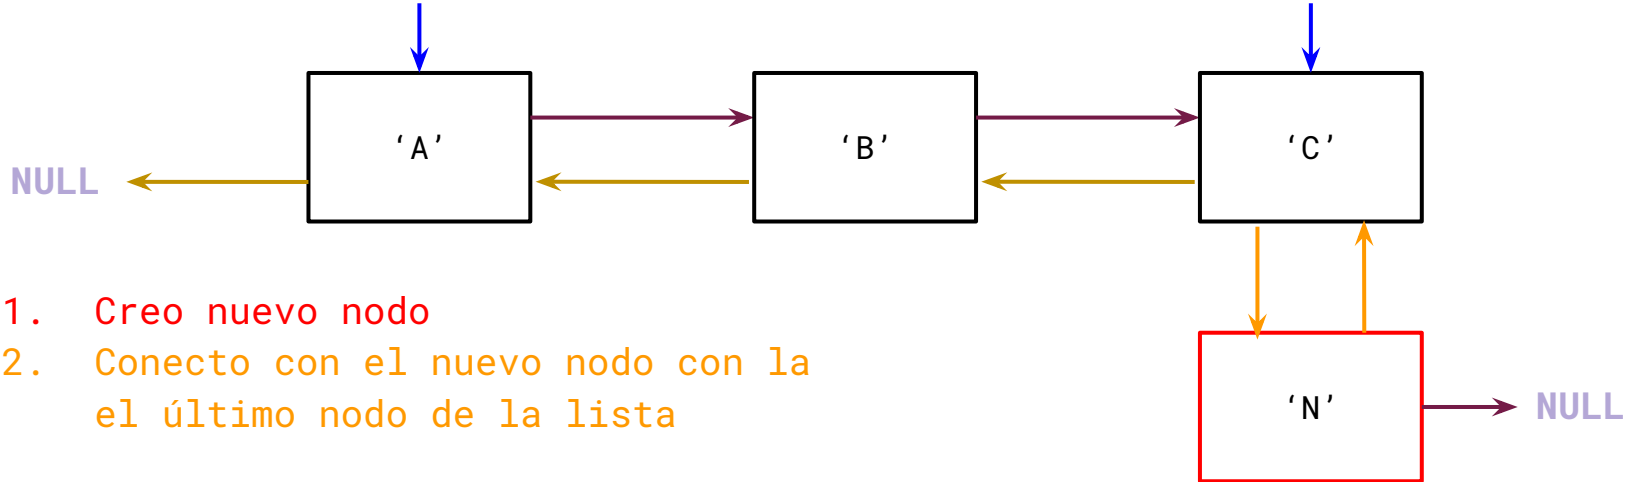 ‘A’ ‘B’ ‘C’
NULL
1. Creo nuevo nodo
2. Conecto con el nuevo nodo con la
el último nodo de la lista
‘N’ NULL